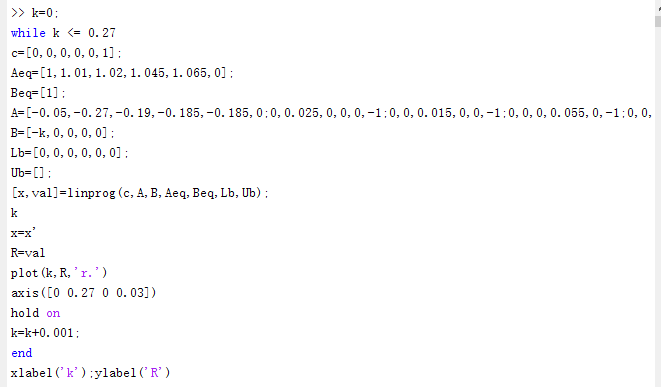 >> k=0;
while k <= 0.27
c=[0,0,0,0,0,1];
Aeq=[1,1.01,1.02,1.045,1.065,0];
Beq=[1];
A=[-0.05,-0.27,-0.19,-0.185,-0.185,0;0,0.025,0,0,0,-1;0,0,0.015,0,0,-1;0,0,0,0.055,0,-1;0,0,
B=[-k,0,0,0,0];
Lb=[0,0,0,0,0,0];
Ub=[];
[x,val]=linprog(c,A,B,Aeq,Beq,Lb,Ub);
k
x=x'
R=val
plot(k,R,'r.')
axis([0 0.27 0 0.03])
hold on
k=k+0.001;
end
xlabel('k');ylabel('R')